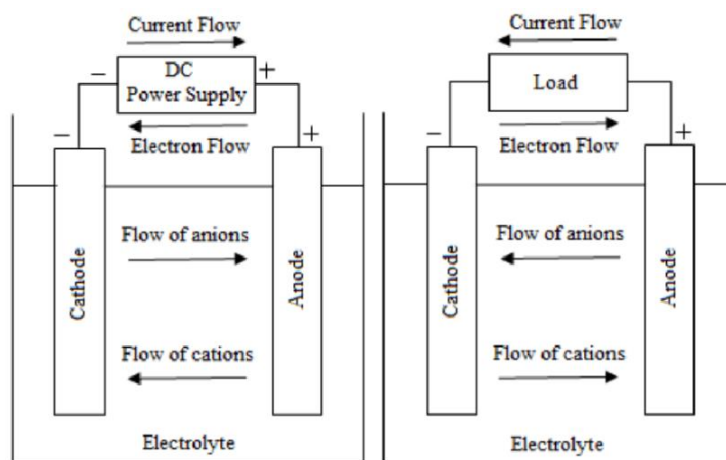 Current Flow
− DC +
Power Supply
−
+
Electron Flow
Flow of anions
Cathode
Anode
Flow of cations
Electrolyte
Current Flow
Load
−
+
Electron Flow
Flow of anions
Cathode
Anode
Flow of cations
Electrolyte